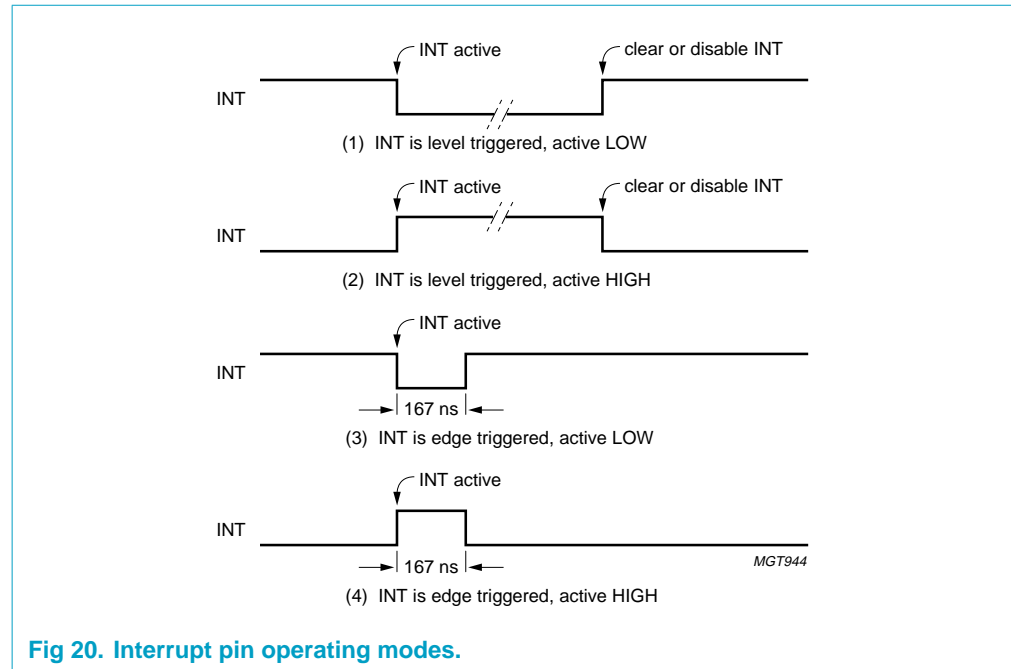 INT active
clear or disable INT
INT
(1) INT is level triggered, active LOW
INT active
clear or disable INT
INT
(2) INT is level triggered, active HIGH
INT active
INT
167 ns
(3) INT is edge triggered, active LOW
INT active
INT
167 ns
MGT944
(4) INT is edge triggered, active HIGH
Fig 20. Interrupt pin operating modes.